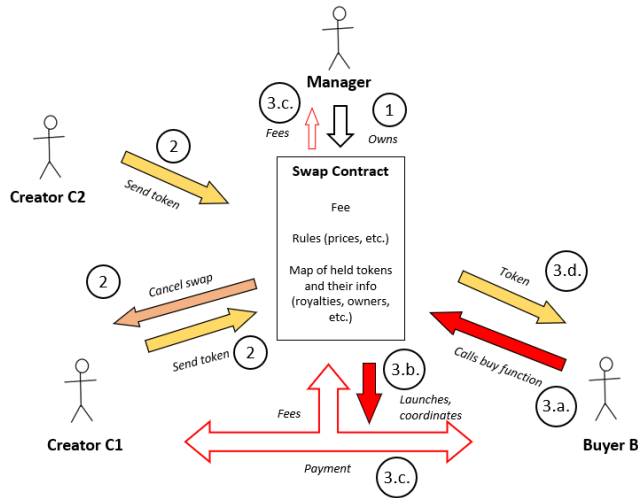 Manager
3.c.
Fees
1
Owns
2
Send token
Creator C2
Swap Contract
Fee
Rules (prices, etc.)
Map of held tokens
and their info
(royalties, owners,
etc.)
2
Cancel swap
Send token
2
Creator C1
Token
3.d.
Calls buy function
3.a.
Buyer B
3.b.
Launches,
coordinates
Fees
Payment
3.c.